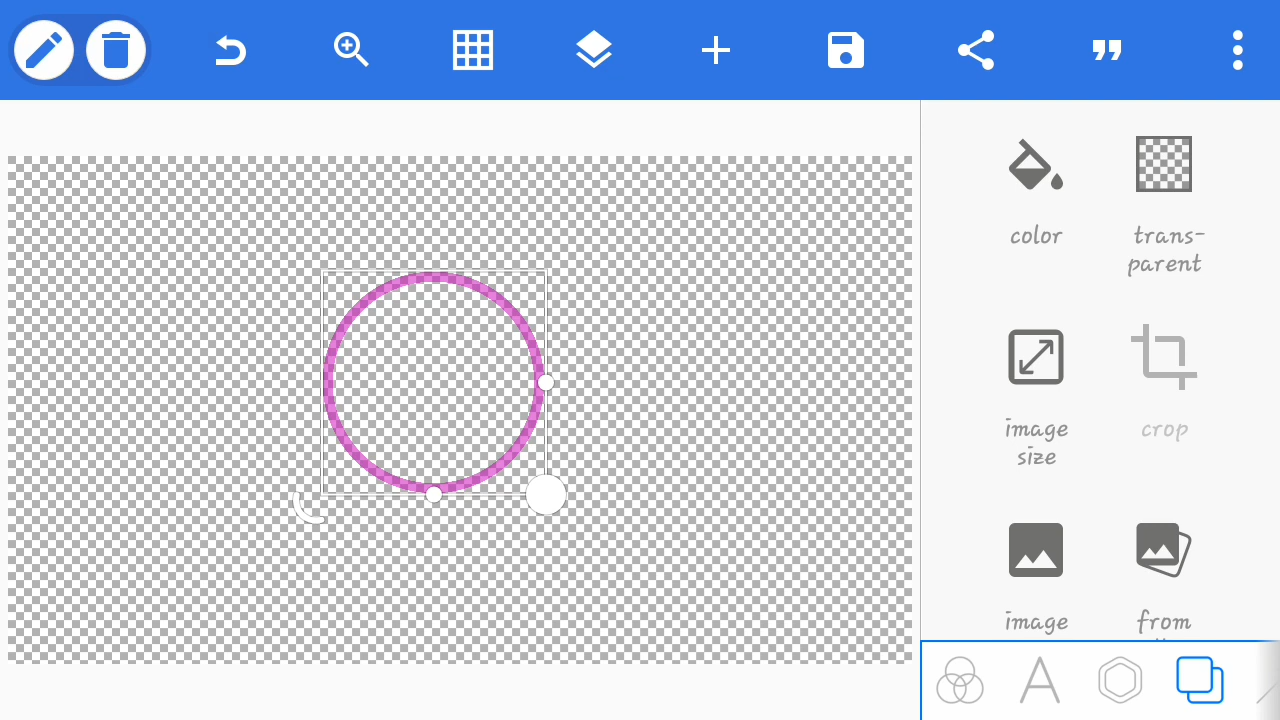 color
trans-
parent
image
size
crop
image
from